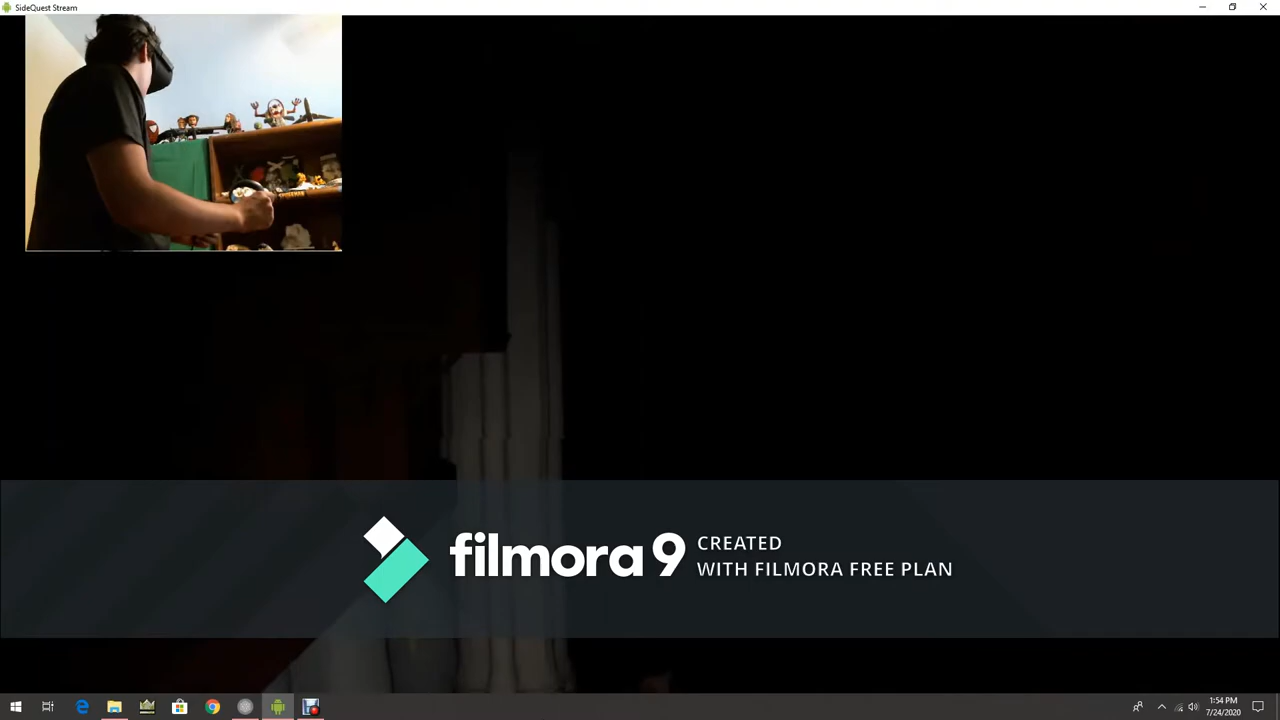 SideQuest Stream
filmora 9 CREATED
WITH FILMORA FREE PLAN
1:54 PM
7/24/2020